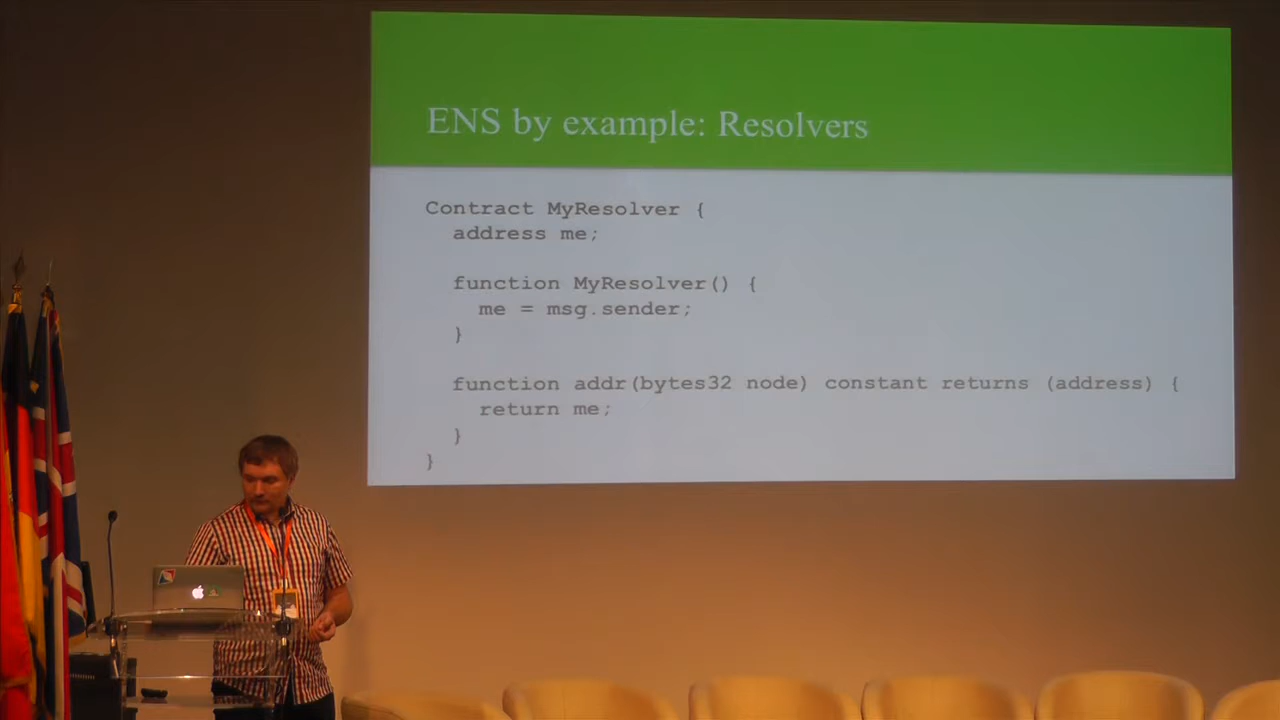 ENS by example: Resolvers
Contract MyResolver {
address me;
function MyResolver() {
me = msg.sender;
}
function addr(bytes32 node) constant returns (address) {
return me;
}
}